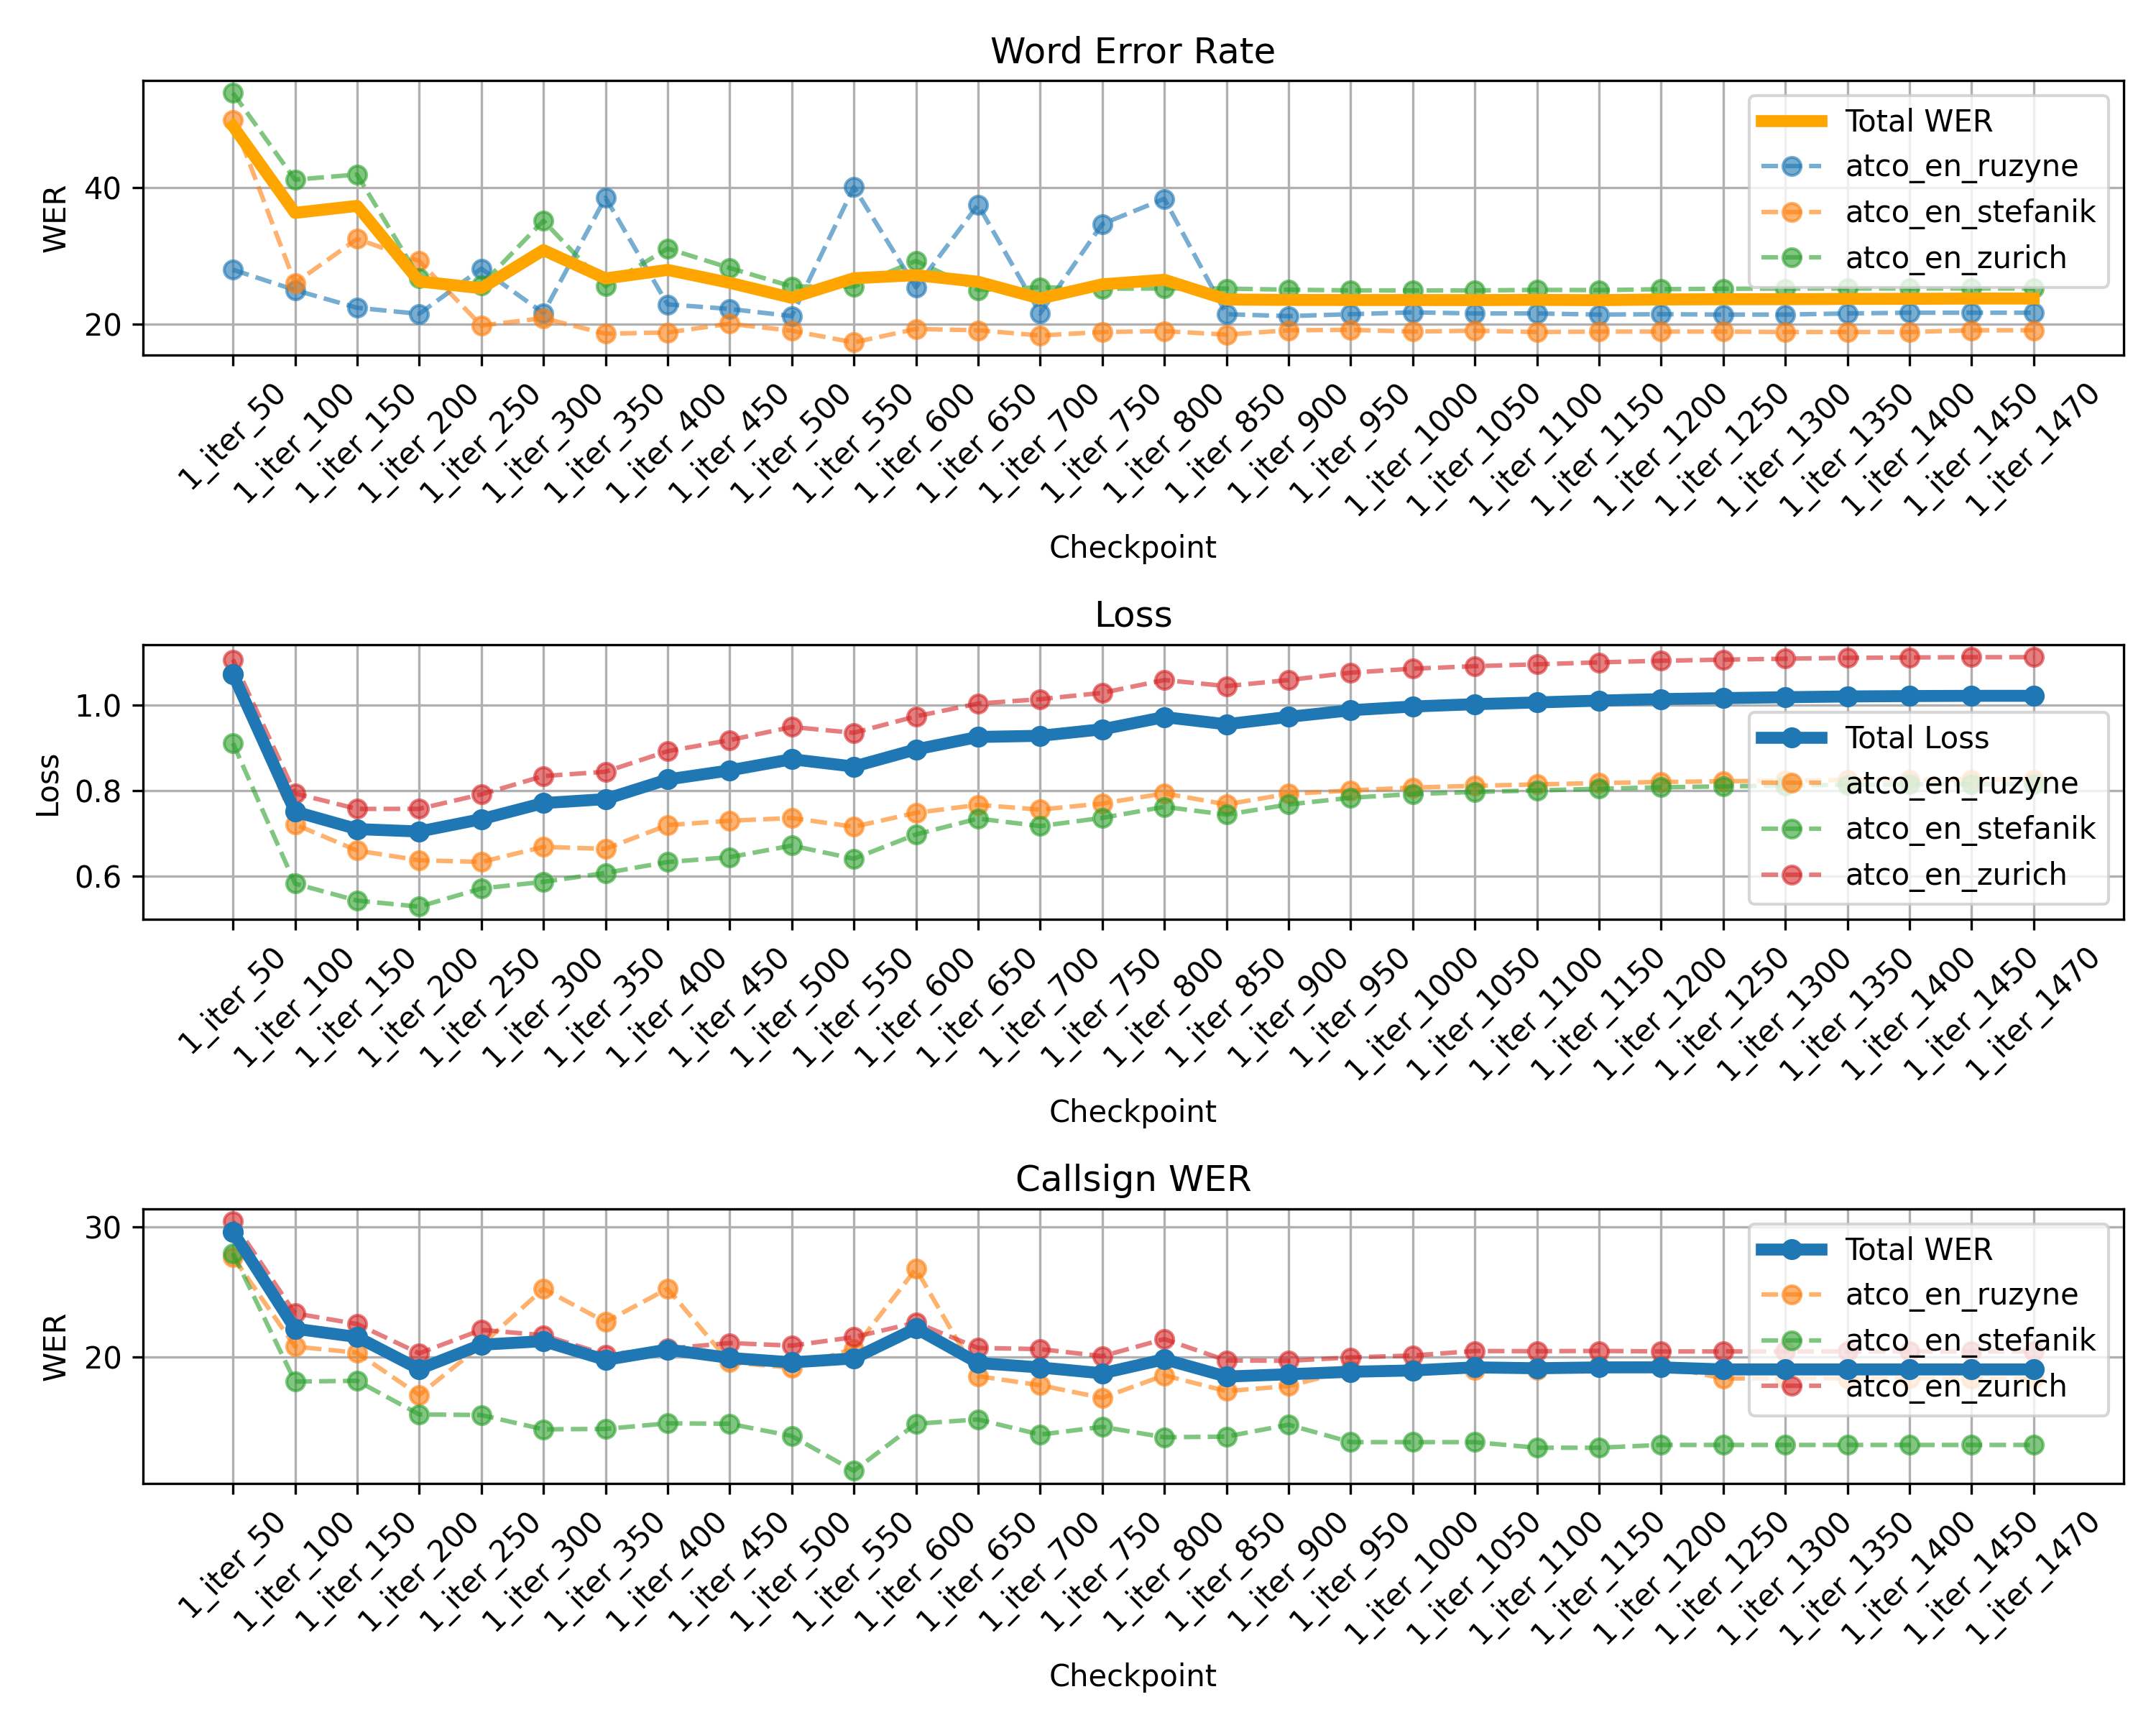 Word Error Rate
WER
40
20
Total WER
atco_en_ruzyne
atco_en_stefanik
atco_en_zurich
1_iter_50
1_iter_100
1_iter_150
1_iter_200
1_iter_250
1_iter_300
1_iter_350
1_iter_400
1_iter_450
1_iter_500
1_iter_550
1_iter_600
1_iter_650
1_iter_700
1_iter_750
1_iter_800
1_iter_850
1_iter_900
1_iter_950
1_iter_1000
1_iter_1050
1_iter_1100
1_iter_1150
1_iter_1200
1_iter_1250
1_iter_1300
1_iter_1350
1_iter_1400
1_iter_1450
1_iter_1470
Checkpoint
Loss
Loss
1.0
0.8
0.6
Total Loss
atco_en_ruzyne
atco_en_stefanik
atco_en_zurich
1_iter_50
1_iter_100
1_iter_150
1_iter_200
1_iter_250
1_iter_300
1_iter_350
1_iter_400
1_iter_450
1_iter_500
1_iter_550
1_iter_600
1_iter_650
1_iter_700
1_iter_750
1_iter_800
1_iter_850
1_iter_900
1_iter_950
1_iter_1000
1_iter_1050
1_iter_1100
1_iter_1150
1_iter_1200
1_iter_1250
1_iter_1300
1_iter_1350
1_iter_1400
1_iter_1450
1_iter_1470
Checkpoint
Callsign WER
WER
30
20
Total WER
atco_en_ruzyne
atco_en_stefanik
atco_en_zurich
1_iter_50
1_iter_100
1_iter_150
1_iter_200
1_iter_250
1_iter_300
1_iter_350
1_iter_400
1_iter_450
1_iter_500
1_iter_550
1_iter_600
1_iter_650
1_iter_700
1_iter_750
1_iter_800
1_iter_850
1_iter_900
1_iter_950
1_iter_1000
1_iter_1050
1_iter_1100
1_iter_1150
1_iter_1200
1_iter_1250
1_iter_1300
1_iter_1350
1_iter_1400
1_iter_1450
1_iter_1470
Checkpoint